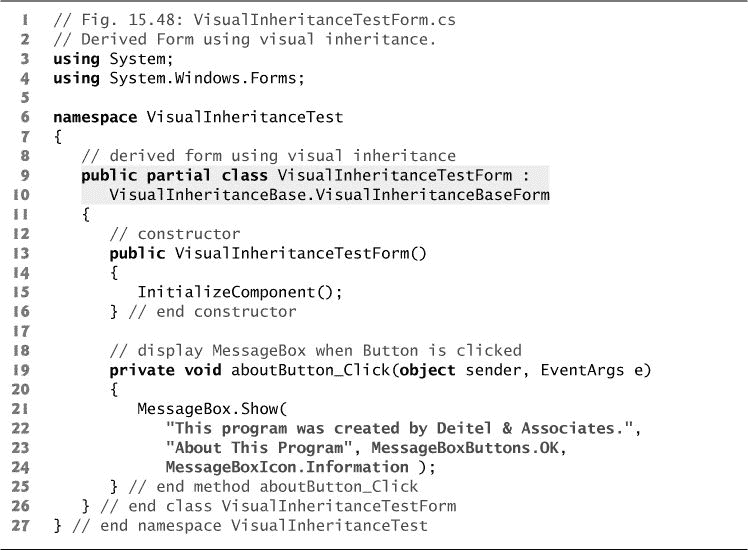 1 // Fig. 15.48: VisualInheritanceTestForm.cs
2 // Derived Form using visual inheritance.
3 using System;
4 using System.Windows.Forms;
5
6 namespace VisualInheritanceTest
7 {
8 // derived form using visual inheritance
9 public partial class VisualInheritanceTestForm :
10 VisualInheritanceBase.VisualInheritanceBaseForm
11 {
12 // constructor
13 public VisualInheritanceTestForm()
14 {
15 InitializeComponent();
16 } // end constructor
17
18 // display MessageBox when Button is clicked
19 private void aboutButton_Click(object sender, EventArgs e)
20 {
21 MessageBox.Show(
22 "This program was created by Deitel & Associates.",
23 "About This Program", MessageBoxButtons.OK,
24 MessageBoxIcon.Information );
25 } // end method aboutButton_Click
26 } // end class VisualInheritanceTestForm
27 } // end namespace VisualInheritanceTest